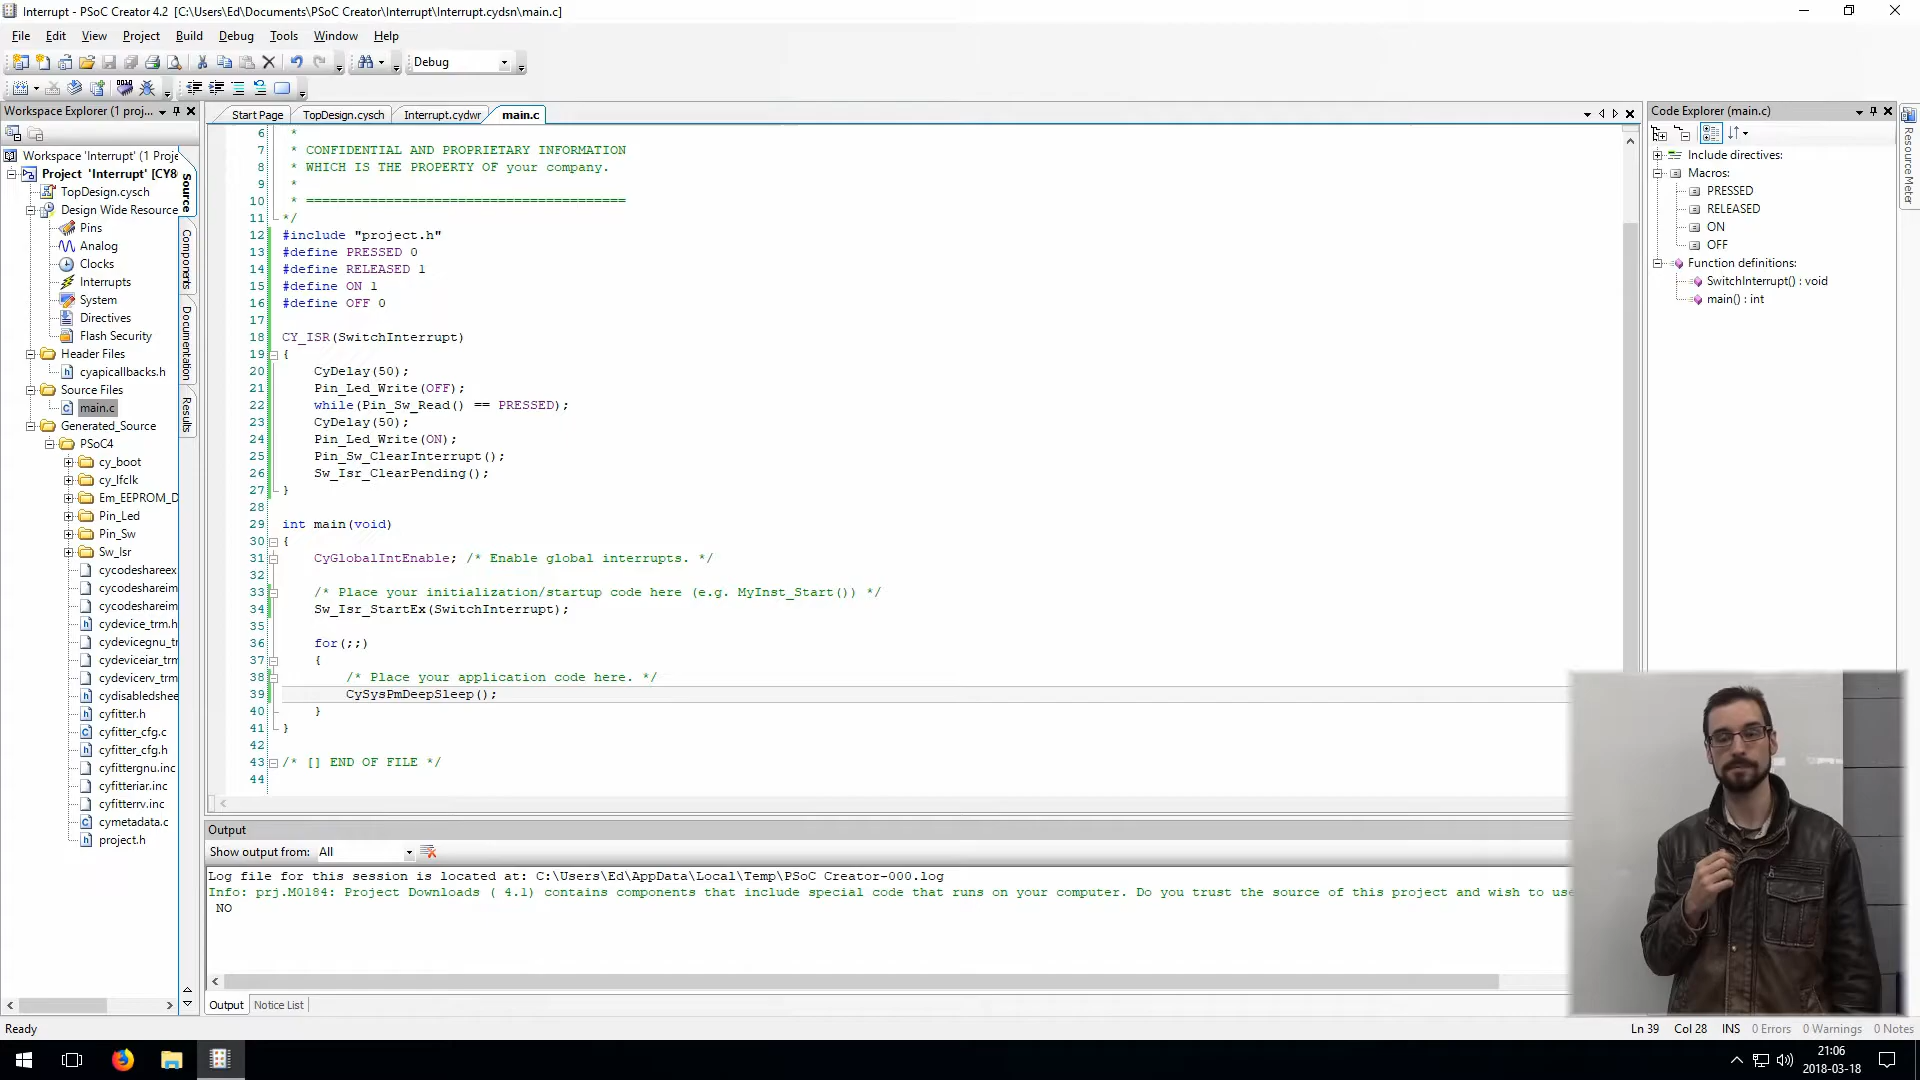 Interrupt - PSoC Creator 4.2 [C:\Users\Ed\Documents\PSoC Creator\Interrupt\Interrupt.cydsn\main.c]
File Edit View Project Build Debug Tools Window Help
Debug
Workspace Explorer (1 proj...
Workspace 'Interrupt' (1 Proje
Project 'Interrupt' [CY8
TopDesign.cysch
Design Wide Resource
Pins
Analog
Clocks
Interrupts
System
Directives
Flash Security
Header Files
cyapicallbacks.h
Source Files
main.c
Generated_Source
PSoC4
cy_boot
cy_lfclk
Em_EEPROM_D
Pin_Led
Pin_Sw
Sw_Isr
cycodeshareex
cycodeshareim
cycodeshareim
cydevice_trm.h
cydevicegnu_tr
cydeviceiar_trm
cydevicerv_trm
cydisabledshee
cyfitter.h
cyfitter_cfg.c
cyfitter_cfg.h
cyfittergnu.inc
cyfitteriar.inc
cyfitterrv.inc
cymetadata.c
project.h
Source
Components
Documentation
Results
Start Page TopDesign.cysch Interrupt.cydwr main.c
6 *
7 * CONFIDENTIAL AND PROPRIETARY INFORMATION
8 * WHICH IS THE PROPERTY OF your company.
9 *
10 * ========================================
11 */
12 #include "project.h"
13 #define PRESSED 0
14 #define RELEASED 1
15 #define ON 1
16 #define OFF 0
17
18 CY_ISR(SwitchInterrupt)
19 {
20 CyDelay(50);
21 Pin_Led_Write(OFF);
22 while(Pin_Sw_Read() == PRESSED);
23 CyDelay(50);
24 Pin_Led_Write(ON);
25 Pin_Sw_ClearInterrupt();
26 Sw_Isr_ClearPending();
27 }
28
29 int main(void)
30 {
31 CyGlobalIntEnable; /* Enable global interrupts. */
32
33 /* Place your initialization/startup code here (e.g. MyInst_Start()) */
34 Sw_Isr_StartEx(SwitchInterrupt);
35
36 for(;;)
37 {
38 /* Place your application code here. */
39 CySysPmDeepSleep();
40 }
41 }
42
43 /* [] END OF FILE */
44
Code Explorer (main.c)
Include directives:
Macros:
PRESSED
RELEASED
ON
OFF
Function definitions:
SwitchInterrupt() : void
main() : int
Resource Meter
Output
Show output from: All
Log file for this session is located at: C:\Users\Ed\AppData\Local\Temp\PSoC Creator-000.log
Info: prj.M0184: Project Downloads ( 4.1) contains components that include special code that runs on your computer. Do you trust the source of this project and wish to use
NO
Output Notice List
Ready
Ln 39 Col 28 INS 0 Errors 0 Warnings 0 Notes
21:06
2018-03-18